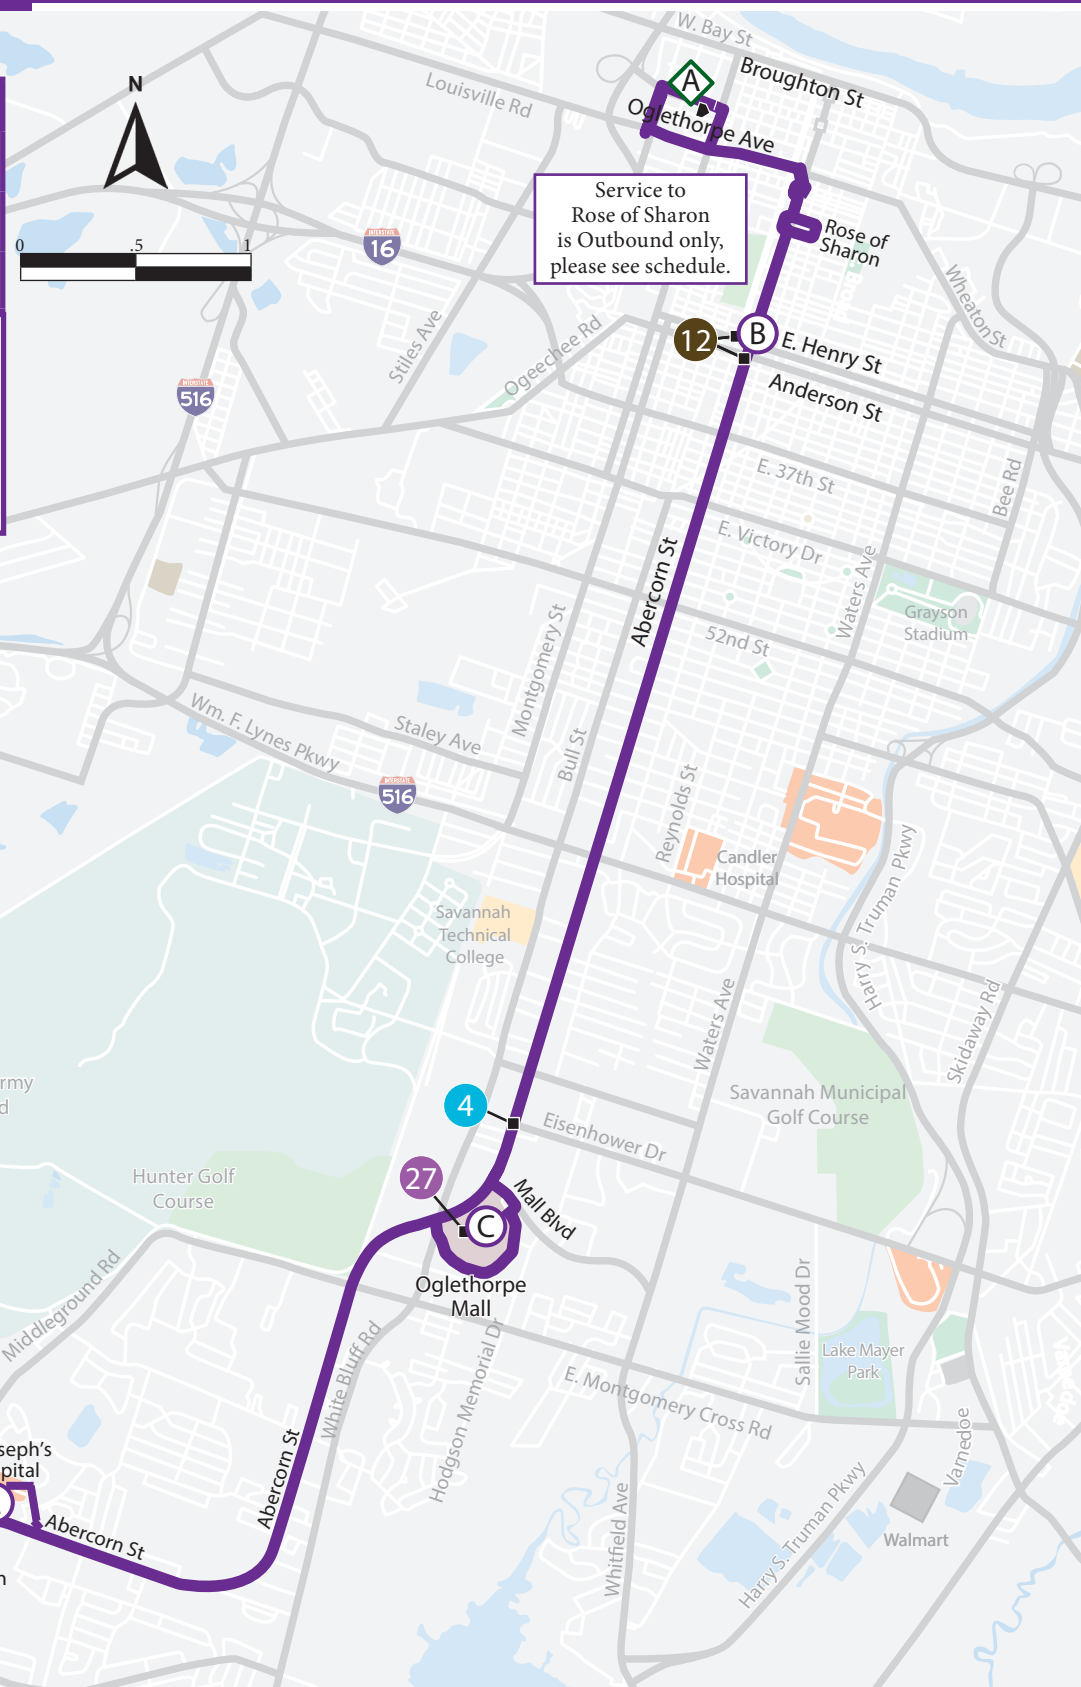 W. Bay St
Broughton St
Louisville Rd
A
Oglethorpe Ave
N
0 .5 1
INTERSTATE
16
Service to
Rose of Sharon
is Outbound only,
please see schedule.
Rose of
Sharon
Wheaton St
Stiles Ave
Ogeechee Rd
12
B
E. Henry St
Anderson St
INTERSTATE
516
E. 37th St
Bee Rd
E. Victory Dr
Abercorn St
Waters Ave
Grayson
Stadium
52nd St
Montgomery St
Wm. F. Lynes Pkwy
Staley Ave
Bull St
INTERSTATE
516
Reynolds St
Candler
Hospital
Harry S. Truman Pkwy
Savannah
Technical
College
Waters Ave
Skidaway Rd
rmy
d
4
Savannah Municipal
Golf Course
Eisenhower Dr
Hunter Golf
Course
27
C
Mall Blvd
Oglethorpe
Mall
Middleground Rd
White Bluff Rd
Hodgson Memorial Dr
Sallie Mood Dr
Lake Mayer
Park
E. Montgomery Cross Rd
Varnedoe
seph's
pital
Abercorn St
Abercorn St
Whitfield Ave
Harry S. Truman Pkwy
Walmart
n